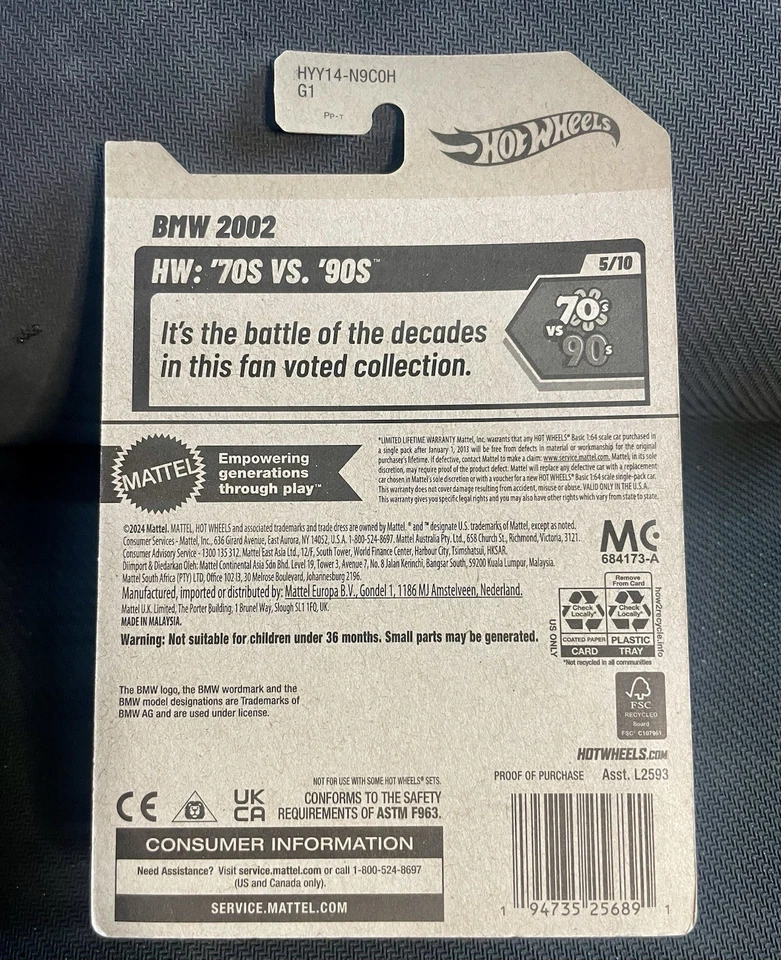 HYY14-N9C0H
G1
PP-T
HOT WHEELS
BMW 2002
HW: '70S VS. '90S™
5/10
It's the battle of the decades
in this fan voted collection.
70s
vs
90s
MATTEL
Empowering
generations
through play™
*LIMITED LIFETIME WARRANTY Mattel, Inc. warrants that any HOT WHEELS® Basic 1:64 scale car purchased in
a single pack after January 1, 2013 will be free from defects in material or workmanship for the original
purchasey's lifetime. If defective, contact Mattel to make a claim: www.service.mattel.com. Mattel, in its sole
discretion, may require proof of the product defect. Mattel will replace any defective car with a replacement
car chosen in Mattel's sole discretion or with a voucher for a new HOT WHEELS® Basic 1:64 scale single-pack car.
This warranty does not cover damage resulting from accident, misuse or abuse. VALID ONLY IN THE U.S.A.
This warranty gives you specific legal rights and you may also have other rights which vary from state to state.
©2024 Mattel. MATTEL, HOT WHEELS and associated trademarks and trade dress are owned by Mattel. ® and ™ designate U.S. trademarks of Mattel, except as noted.
Consumer Services - Mattel, Inc., 636 Girard Avenue, East Aurora, NY 14052, U.S.A. 1-800-524-8697. Mattel Australia Pty. Ltd., 658 Church St., Richmond, Victoria, 3121.
Consumer Advisory Service - 1300 135 312. Mattel East Asia Ltd., 12/F, South Tower, World Finance Center, Harbour City, Tsimshatsui, HKSAR.
Diimport & Diedarkan Oleh: Mattel Continental Asia Sdn Bhd. Level 19, Tower 3, Avenue 7, No. 8 Jalan Kerinchi, Bangsar South, 59200 Kuala Lumpur, Malaysia.
Mattel South Africa (PTY) LTD, Office 102 I3, 30 Melrose Boulevard, Johannesburg 2196.
Manufactured, imported or distributed by: Mattel Europa B.V., Gondel 1, 1186 MJ Amstelveen, Nederland.
Mattel U.K. Limited, The Porter Building, 1 Brunel Way, Slough SL1 1FQ, UK.
MADE IN MALAYSIA.
Warning: Not suitable for children under 36 months. Small parts may be generated.
MC
684173-A
Remove
From Card
Check
Locally*
Check
Locally*
COATED PAPER
PLASTIC
CARD
TRAY
US ONLY
how2recycle.info
*Not recycled in all communities
The BMW logo, the BMW wordmark and the
BMW model designations are Trademarks of
BMW AG and are used under license.
FSC
RECYCLED
Board
FSC® C107961
HOTWHEELS.COM
PROOF OF PURCHASE Asst. L2593
NOT FOR USE WITH SOME HOT WHEELS® SETS.
CE
UK
CA
CONFORMS TO THE SAFETY
REQUIREMENTS OF ASTM F963.
CONSUMER INFORMATION
Need Assistance? Visit service.mattel.com or call 1-800-524-8697
(US and Canada only).
SERVICE.MATTEL.COM
1 94735 25689 1